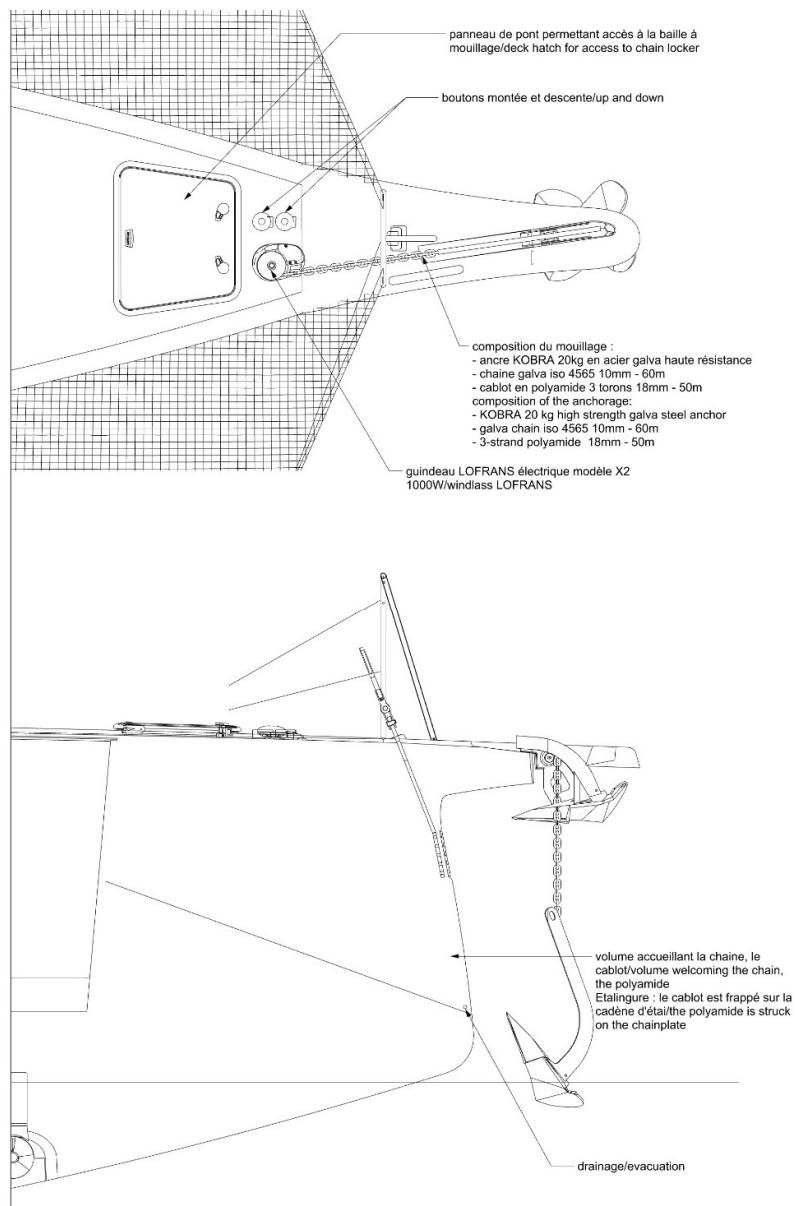 panneau de pont permettant accès à la baille à
mouillage/deck hatch for access to chain locker
boutons montée et descente/up and down
composition du mouillage :
- ancre KOBRA 20kg en acier galva haute résistance
- chaine galva iso 4565 10mm - 60m
- cablot en polyamide 3 torons 18mm - 50m
composition of the anchorage:
- KOBRA 20 kg high strength galva steel anchor
- galva chain iso 4565 10mm - 60m
- 3-strand polyamide 18mm - 50m
guindeau LOFRANS électrique modèle X2
1000W/windlass LOFRANS
volume accueillant la chaine, le
cablot/volume welcoming the chain,
the polyamide
Etalingure : le cablot est frappé sur la
cadène d'étai/the polyamide is struck
on the chainplate
drainage/evacuation